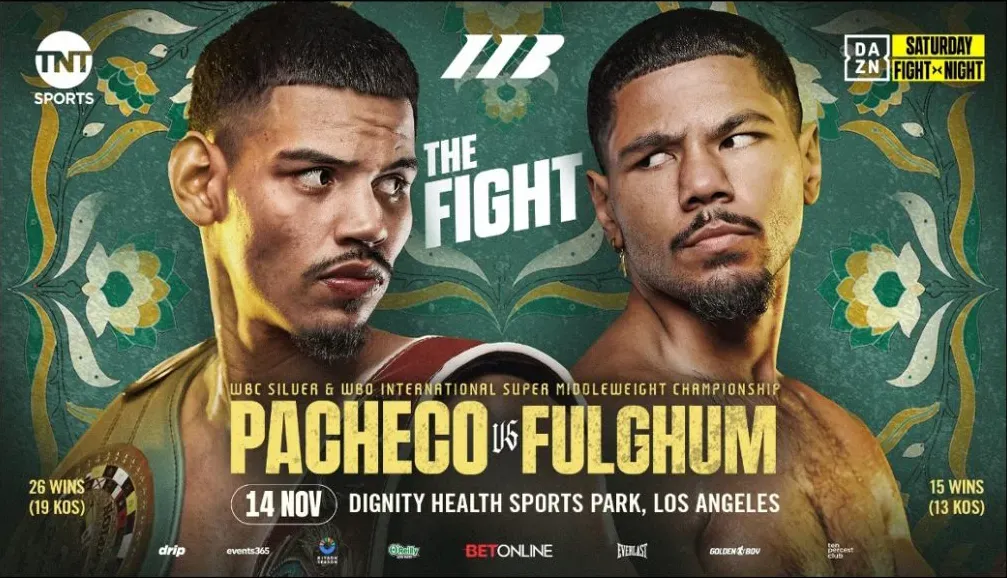 TNT
SPORTS
DAZN
SATURDAY
FIGHT NIGHT
THE
FIGHT
WBC SILVER & WBO INTERNATIONAL SUPER MIDDLEWEIGHT CHAMPIONSHIP
PACHECO VS FULGHUM
26 WINS
(19 KOS)
14 NOV DIGNITY HEALTH SPORTS PARK, LOS ANGELES
15 WINS
(13 KOS)
drip events365 O'Reilly BETONLINE EVERLAST GOLDEN BOY
ten
percent
club